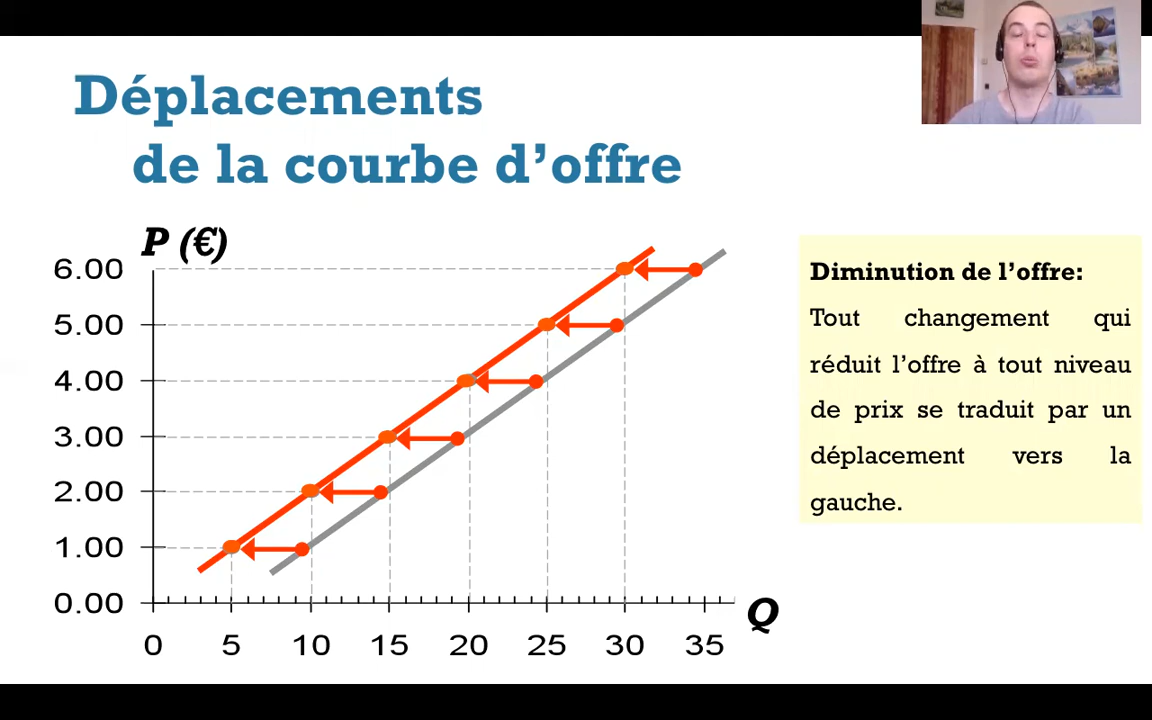 Déplacements
de la courbe d’offre
P (€)
6.00
5.00
4.00
3.00
2.00
1.00
0.00
0 5 10 15 20 25 30 35
Q
Diminution de l’offre:
Tout changement qui
réduit l’offre à tout niveau
de prix se traduit par un
déplacement vers la
gauche.